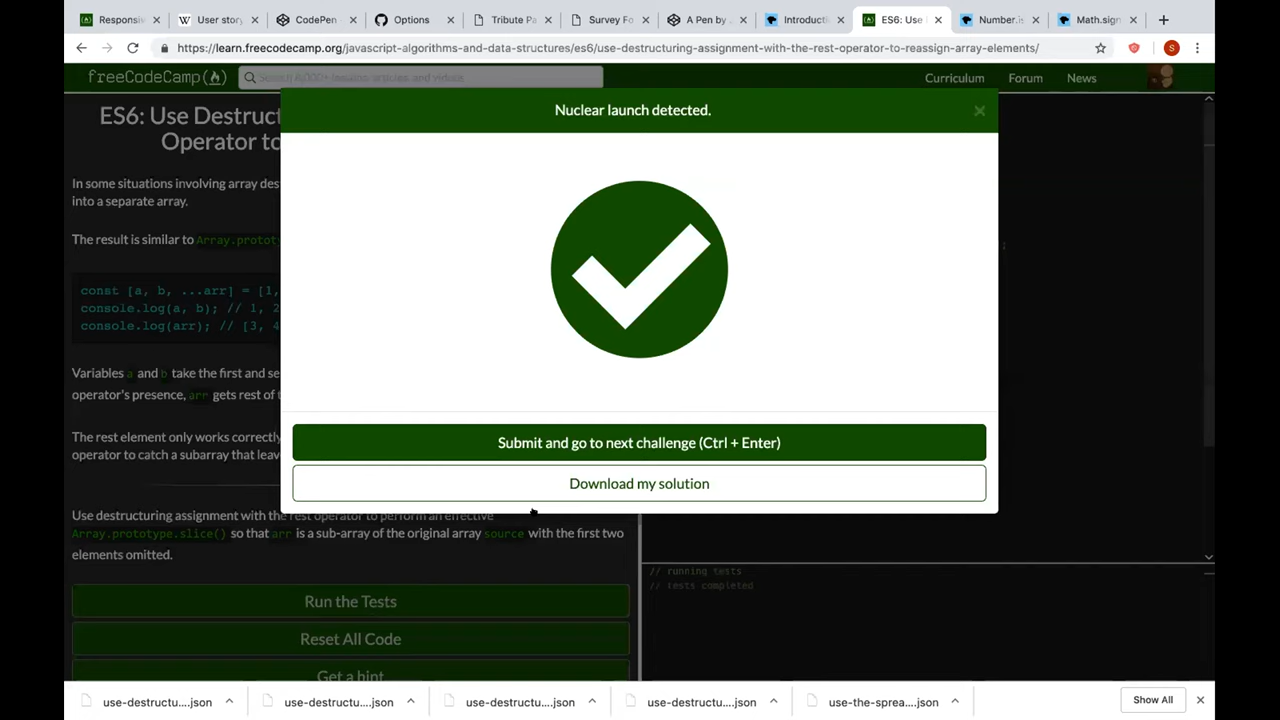 Responsiv
User story
CodePen
Options
Tribute Pa
Survey Fo
A Pen by
Introducti
ES6: Use
Number.is
Math.sign
https://learn.freecodecamp.org/javascript-algorithms-and-data-structures/es6/use-destructuring-assignment-with-the-rest-operator-to-reassign-array-elements/
S
freeCodeCamp
Curriculum
Forum
News
Nuclear launch detected.
ES6: Use Destruct
Operator to
In some situations involving array des
into a separate array.
The result is similar to Array.prototy
const [a, b, ...arr] = [1,
console.log(a, b); // 1, 2
console.log(arr); // [3, 4
Variables a and b take the first and se
operator's presence, arr gets rest of t
The rest element only works correctly
operator to catch a subarray that leav
Submit and go to next challenge (Ctrl + Enter)
Download my solution
Use destructuring assignment with the rest operator to perform an effective
Array.prototype.slice() so that arr is a sub-array of the original array source with the first two
elements omitted.
Run the Tests
Reset All Code
Get a hint
// running tests
// tests completed
use-destructu....json
use-destructu....json
use-destructu....json
use-destructu....json
use-the-sprea....json
Show All